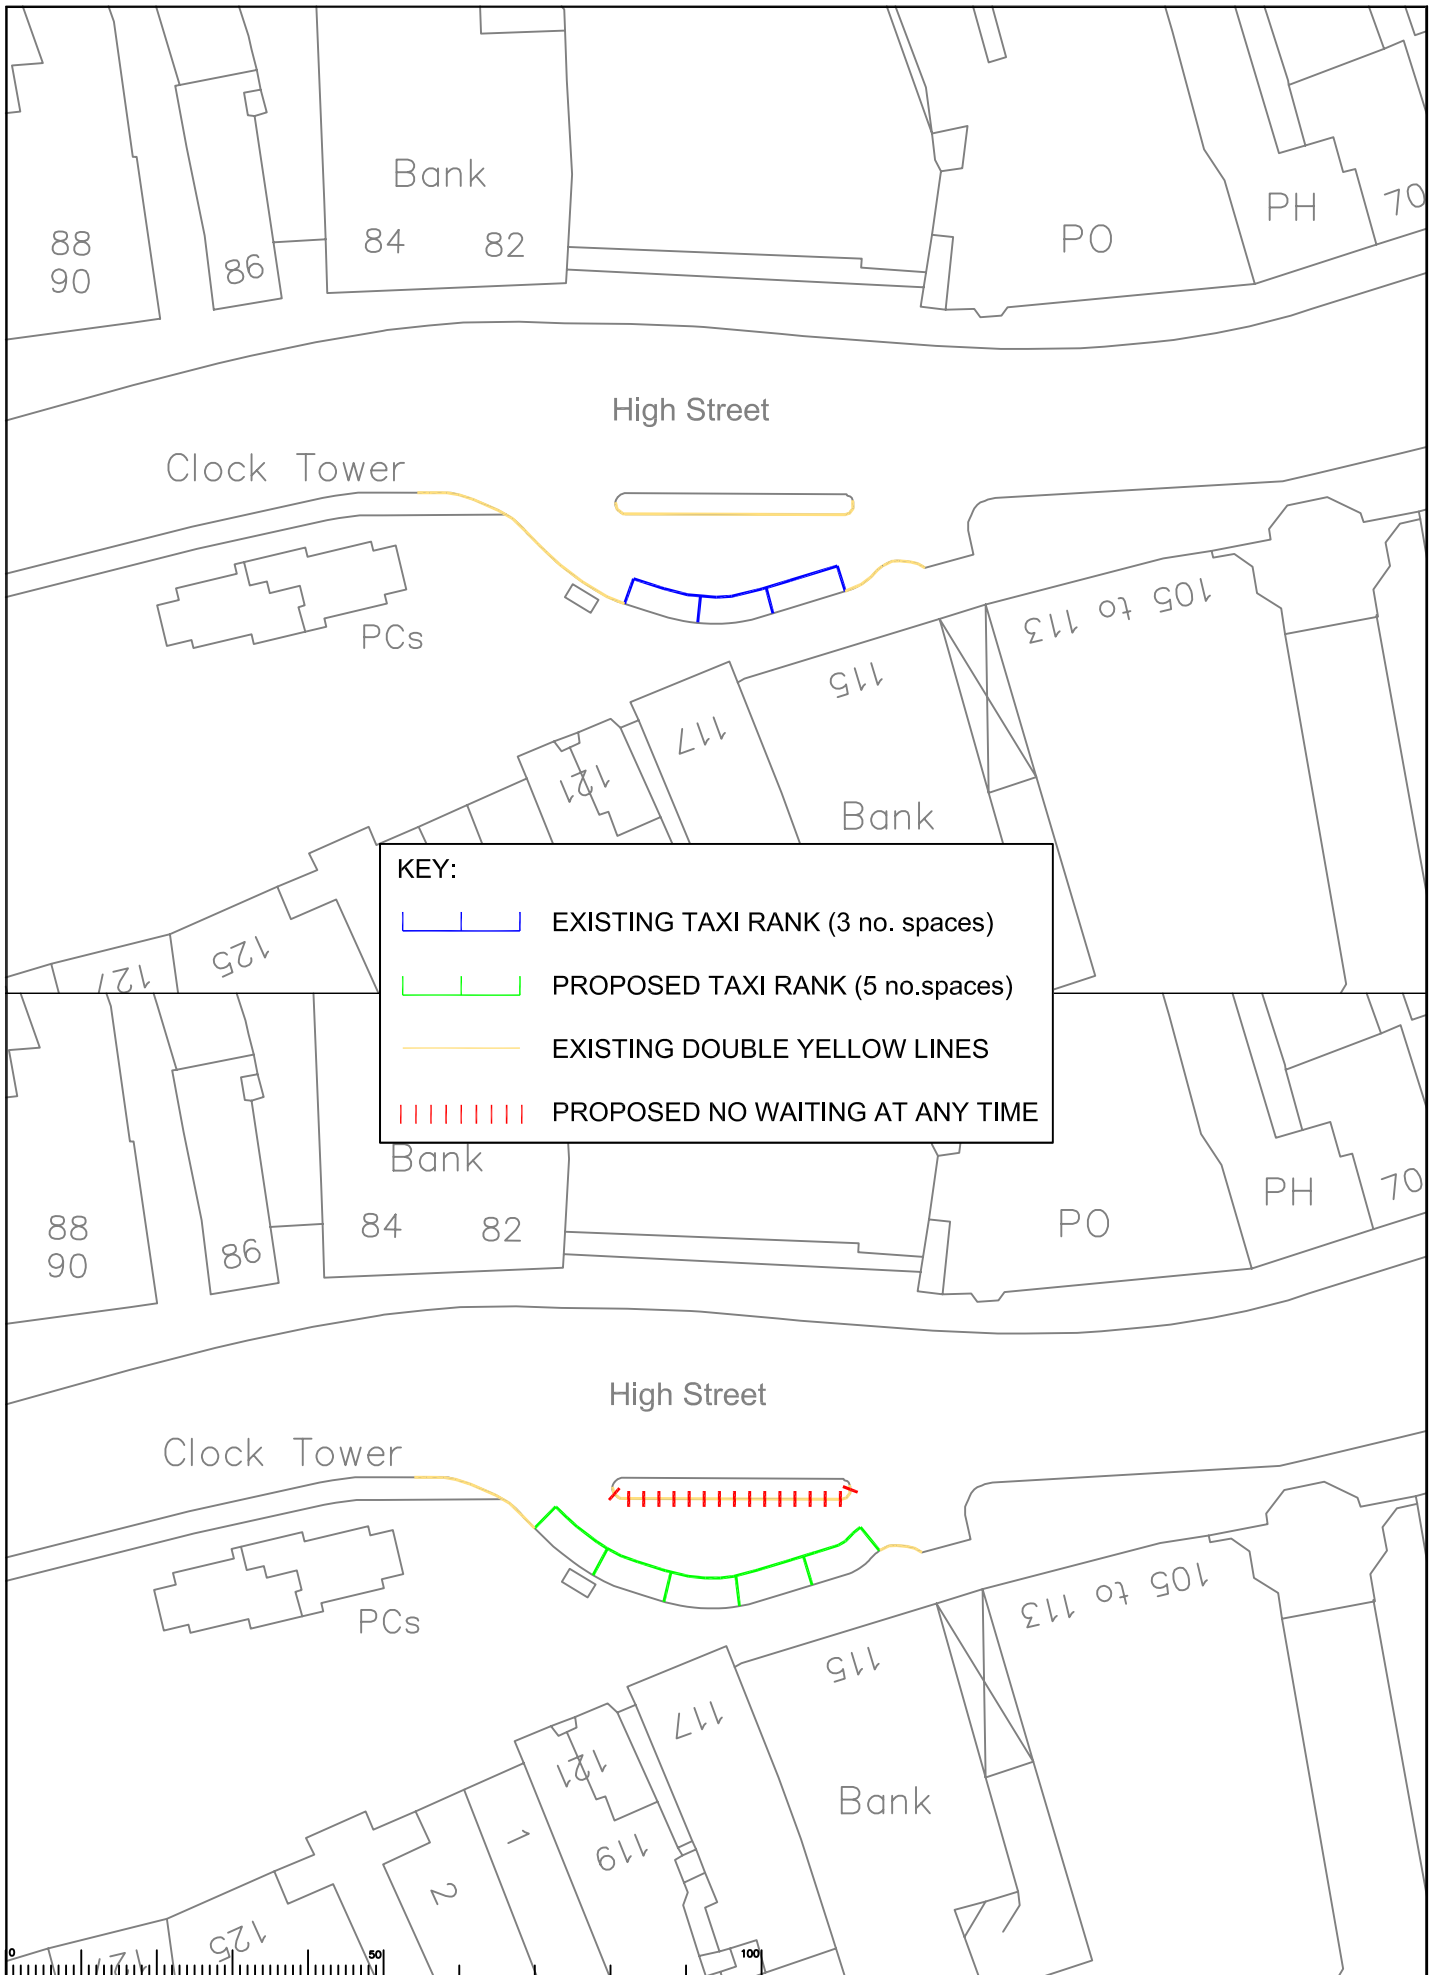 Bank
88
90
86
84
82
PO
PH
70
High Street
Clock Tower
PCs
105 to 113
115
117
121
Bank
125
127
KEY:
EXISTING TAXI RANK (3 no. spaces)
PROPOSED TAXI RANK (5 no.spaces)
EXISTING DOUBLE YELLOW LINES
PROPOSED NO WAITING AT ANY TIME
Bank
88
90
86
84
82
PO
PH
70
High Street
Clock Tower
PCs
105 to 113
115
117
121
Bank
119
1
2
125
127
0
50
100